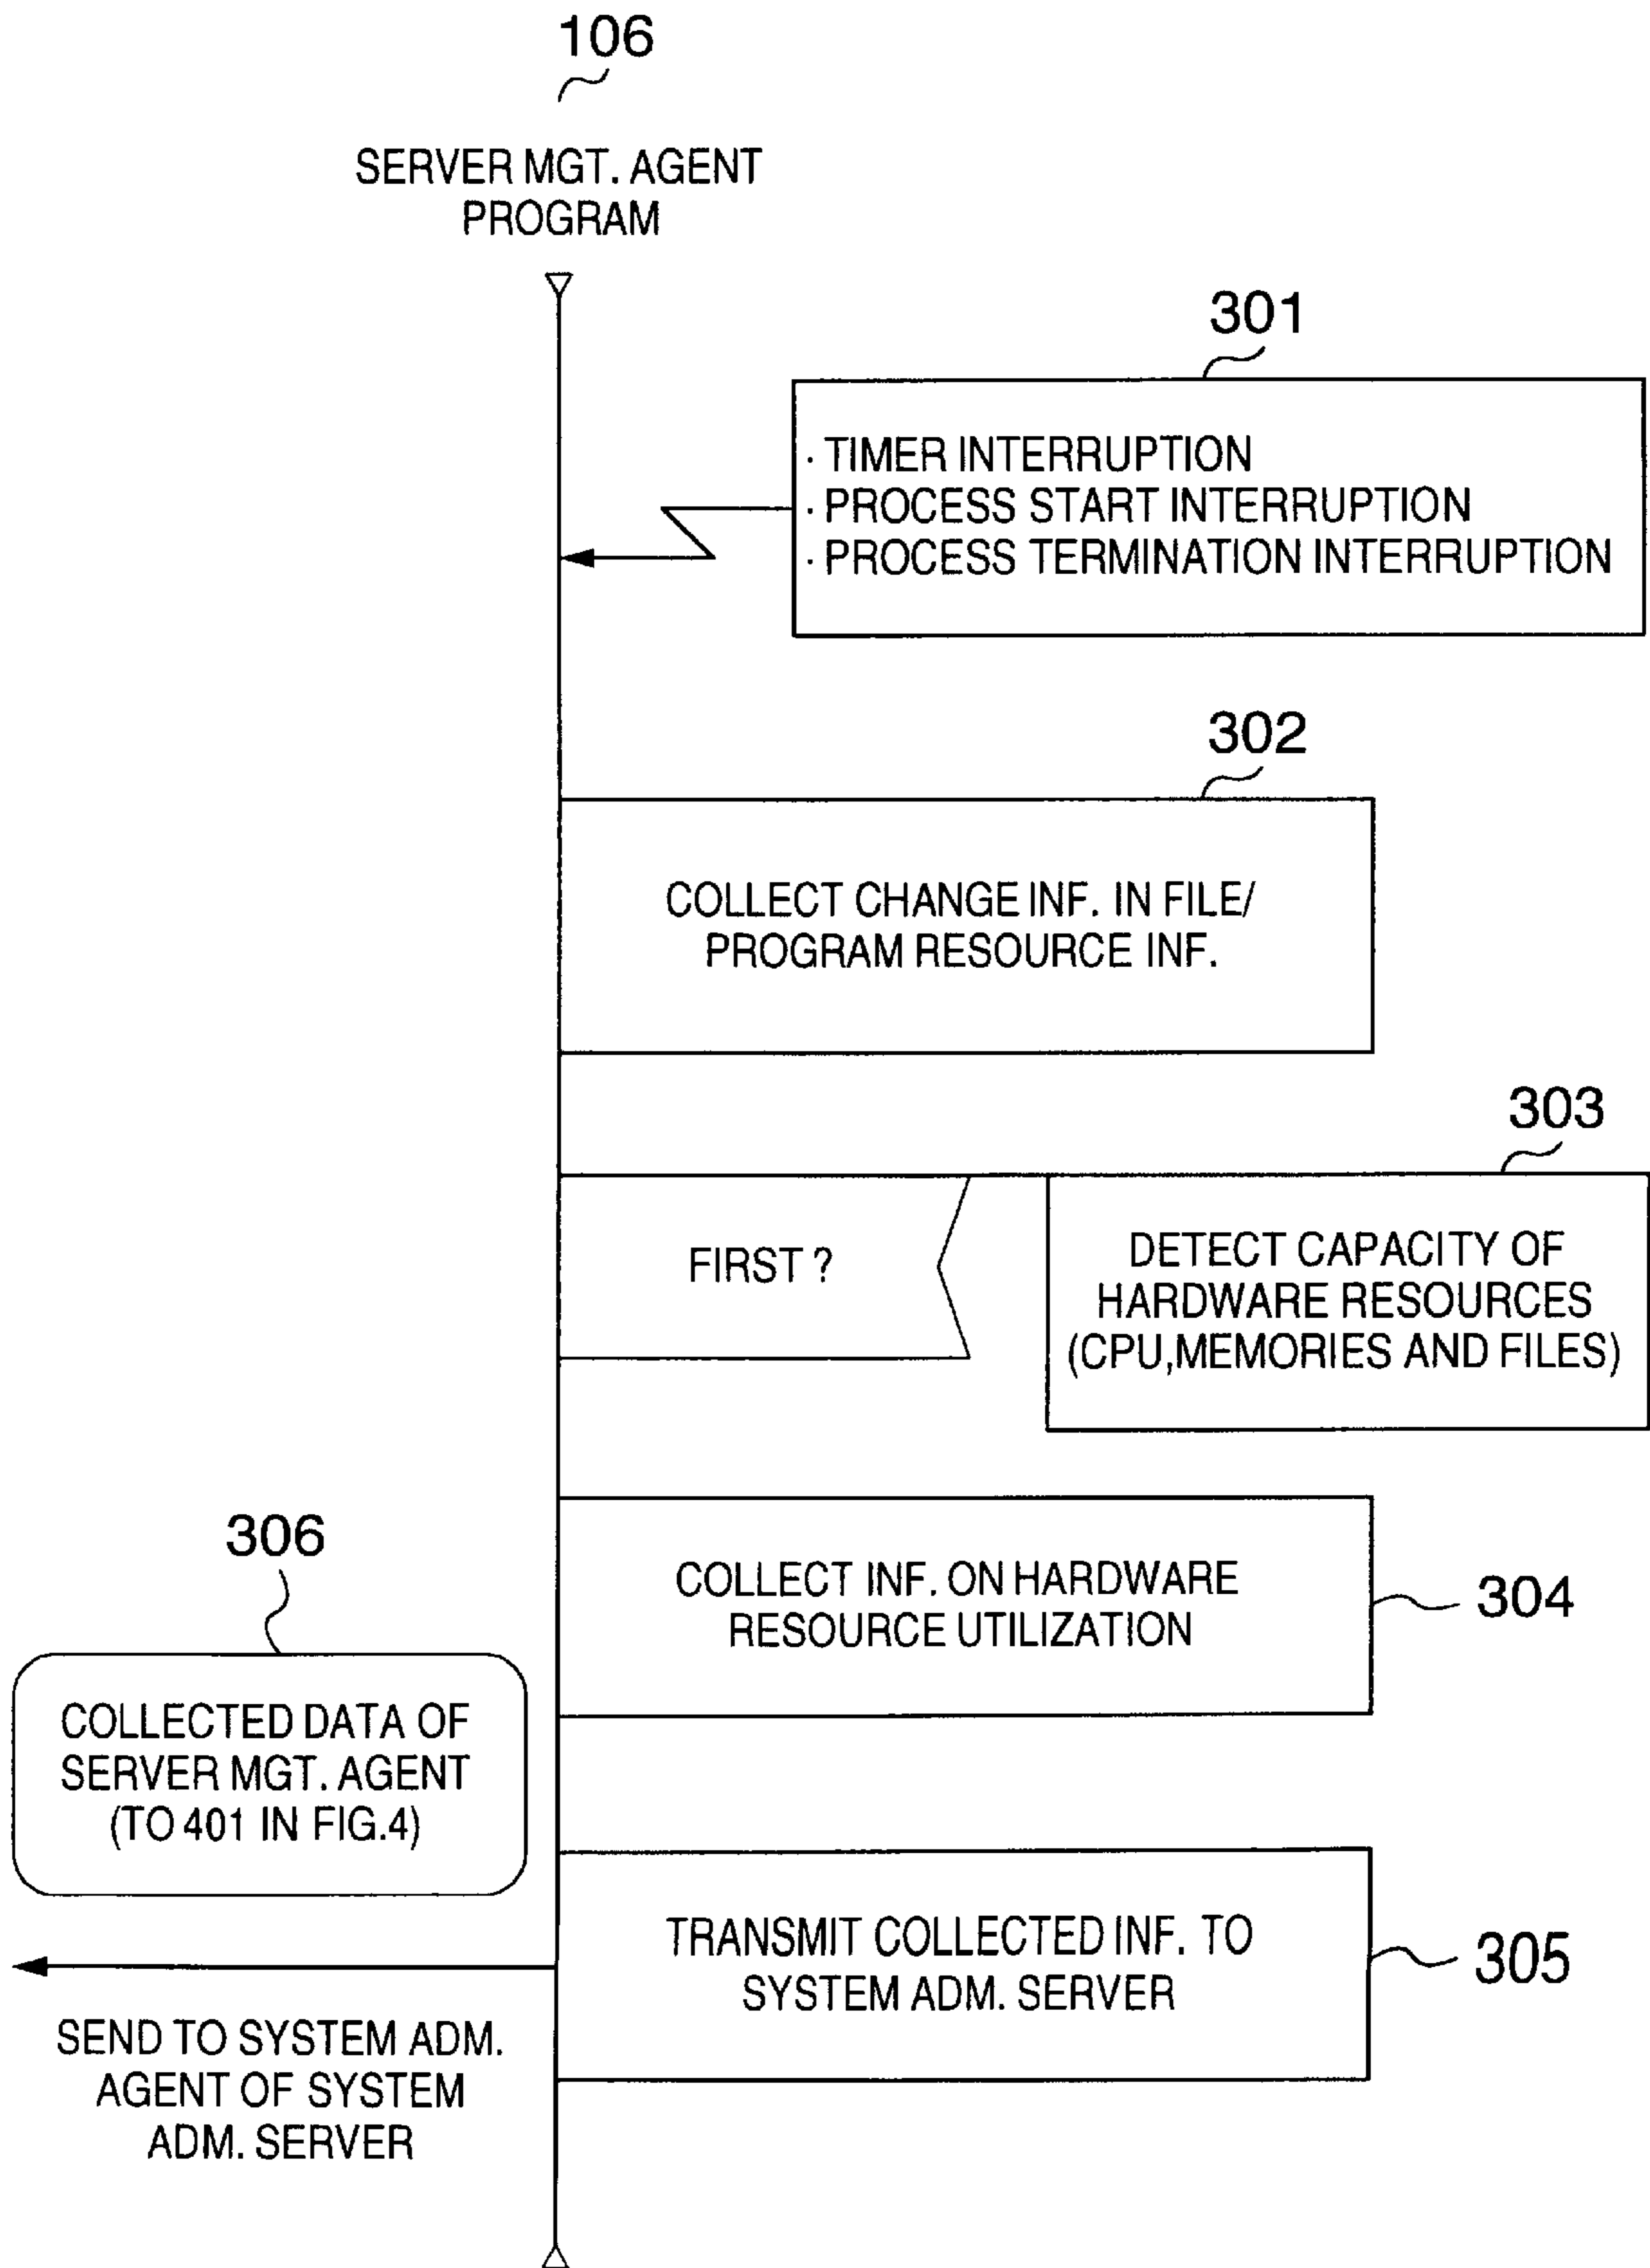 106
SERVER MGT. AGENT
PROGRAM
301
· TIMER INTERRUPTION
· PROCESS START INTERRUPTION
· PROCESS TERMINATION INTERRUPTION
302
COLLECT CHANGE INF. IN FILE/
PROGRAM RESOURCE INF.
303
FIRST ?
DETECT CAPACITY OF
HARDWARE RESOURCES
(CPU,MEMORIES AND FILES)
306
COLLECT INF. ON HARDWARE
RESOURCE UTILIZATION
304
COLLECTED DATA OF
SERVER MGT. AGENT
(TO 401 IN FIG.4)
TRANSMIT COLLECTED INF. TO
SYSTEM ADM. SERVER
305
SEND TO SYSTEM ADM.
AGENT OF SYSTEM
ADM. SERVER